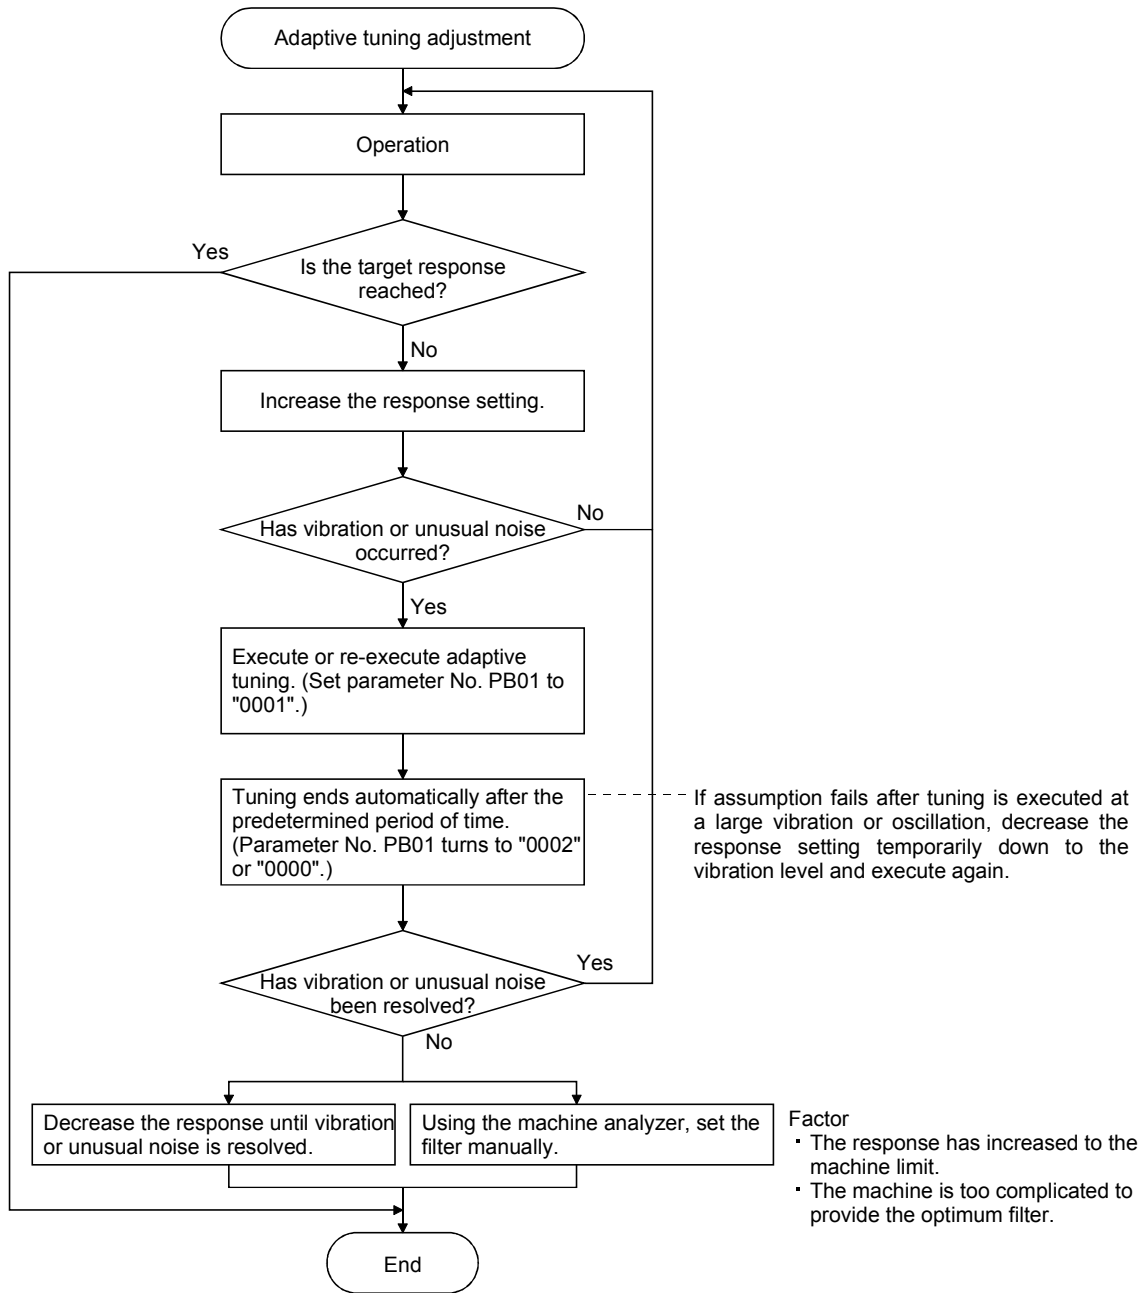 Adaptive tuning adjustment
Operation
Yes
Is the target response
reached?
No
Increase the response setting.
Has vibration or unusual noise
occurred?
No
Yes
Execute or re-execute adaptive
tuning. (Set parameter No. PB01 to
"0001".)
Tuning ends automatically after the
predetermined period of time.
(Parameter No. PB01 turns to "0002"
or "0000".)
If assumption fails after tuning is executed at
a large vibration or oscillation, decrease the
response setting temporarily down to the
vibration level and execute again.
Has vibration or unusual noise
been resolved?
Yes
No
Decrease the response until vibration
or unusual noise is resolved.
Using the machine analyzer, set the
filter manually.
Factor
· The response has increased to the
machine limit.
· The machine is too complicated to
provide the optimum filter.
End